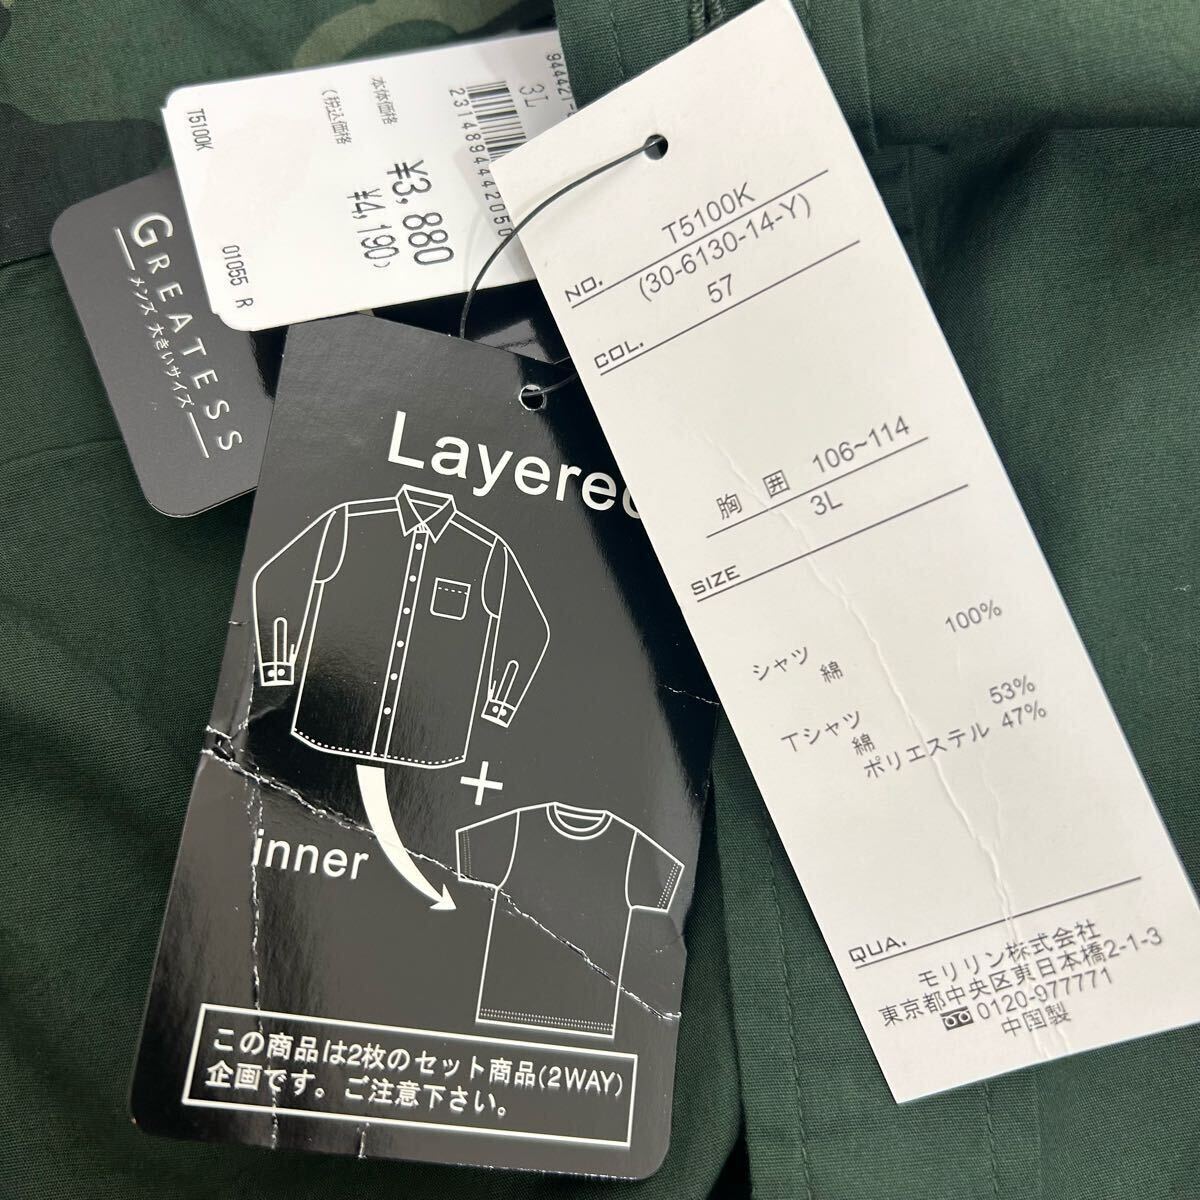 GREATESS
メンズ 大きいサイズ
T5100K
01055 R
本体価格
¥3,880
(税込価格
¥4,190)
3L
Layered
inner
+
この商品は2枚のセット商品(2WAY)
企画です。ご注意下さい。
NO. T5100K
(30-6130-14-Y)
COL. 57
胸 囲 106~114
SIZE 3L
シャツ
綿 100%
Tシャツ
綿 53%
ポリエステル 47%
QUA.
モリリン株式会社
東京都中央区東日本橋2-1-3
0120-977771
中国製